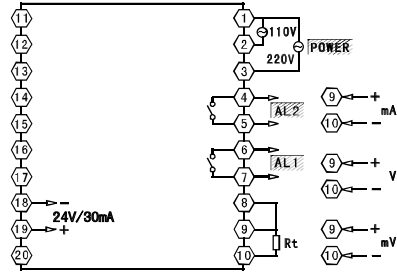 11 1
110V
12 2
220V POWER
13 3
14 4 9 +
AL2 mA
15 5 10 −
16 6 9 +
AL1 V
17 7 10 −
18 − 8
24V/30mA
19 + 9 Rt 9 +
mV
20 10 10 −